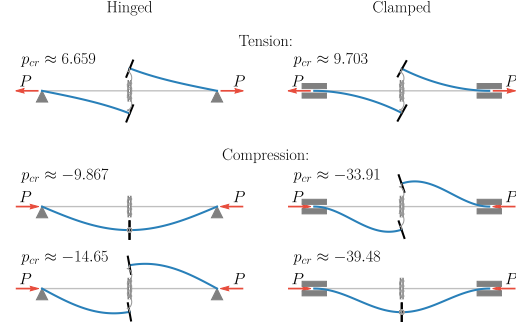 Hinged Clamped
Tension:
p_cr ≈ 6.659 p_cr ≈ 9.703
P P P P
Compression:
p_cr ≈ −9.867 p_cr ≈ −33.91
P P P P
p_cr ≈ −14.65 p_cr ≈ −39.48
P P P P